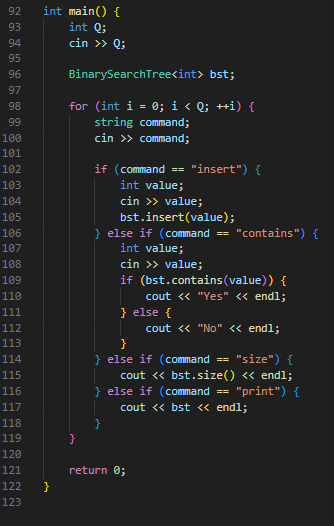 92 int main() {
93     int Q;
94     cin >> Q;
95
96     BinarySearchTree<int> bst;
97
98     for (int i = 0; i < Q; ++i) {
99         string command;
100         cin >> command;
101
102         if (command == "insert") {
103             int value;
104             cin >> value;
105             bst.insert(value);
106         } else if (command == "contains") {
107             int value;
108             cin >> value;
109             if (bst.contains(value)) {
110                 cout << "Yes" << endl;
111             } else {
112                 cout << "No" << endl;
113             }
114         } else if (command == "size") {
115             cout << bst.size() << endl;
116         } else if (command == "print") {
117             cout << bst << endl;
118         }
119     }
120
121     return 0;
122 }
123